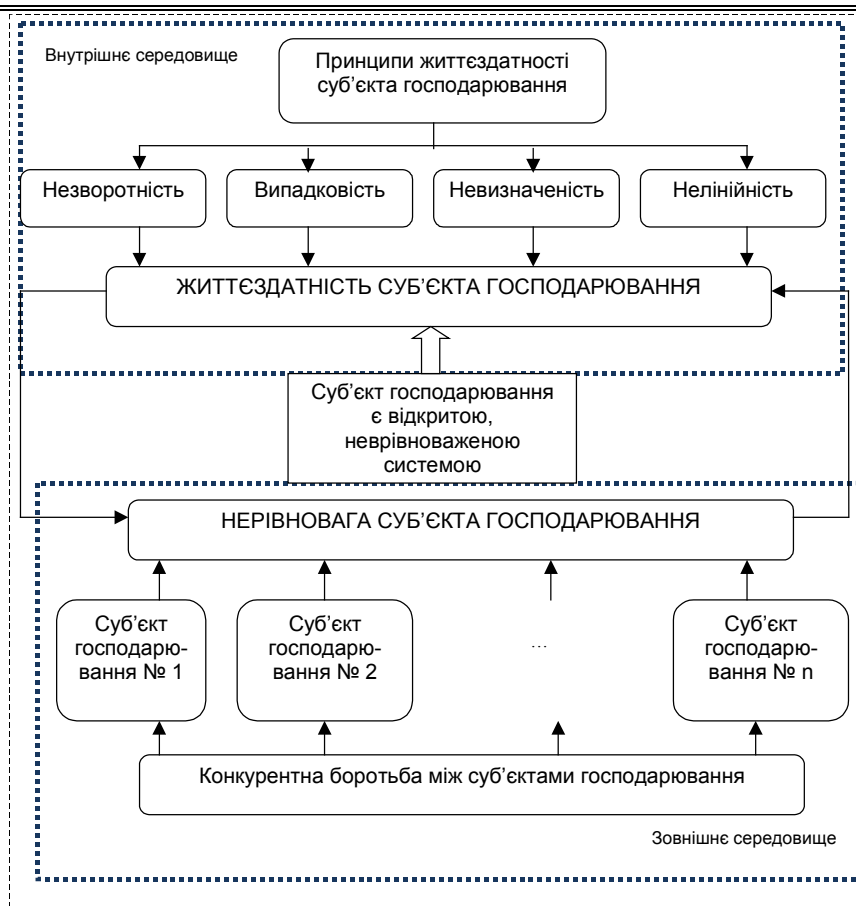 Внутрішнє середовище
Принципи життєздатності
суб’єкта господарювання
Незворотність
Випадковість
Невизначеність
Нелінійність
ЖИТТЄЗДАТНІСТЬ СУБ’ЄКТА ГОСПОДАРЮВАННЯ
Суб’єкт господарювання
є відкритою,
неврівноваженою
системою
НЕРІВНОВАГА СУБ’ЄКТА ГОСПОДАРЮВАННЯ
Суб’єкт
господарю-
вання № 1
Суб’єкт
господарю-
вання № 2
...
Суб’єкт
господарю-
вання № n
Конкурентна боротьба між суб’єктами господарювання
Зовнішнє середовище